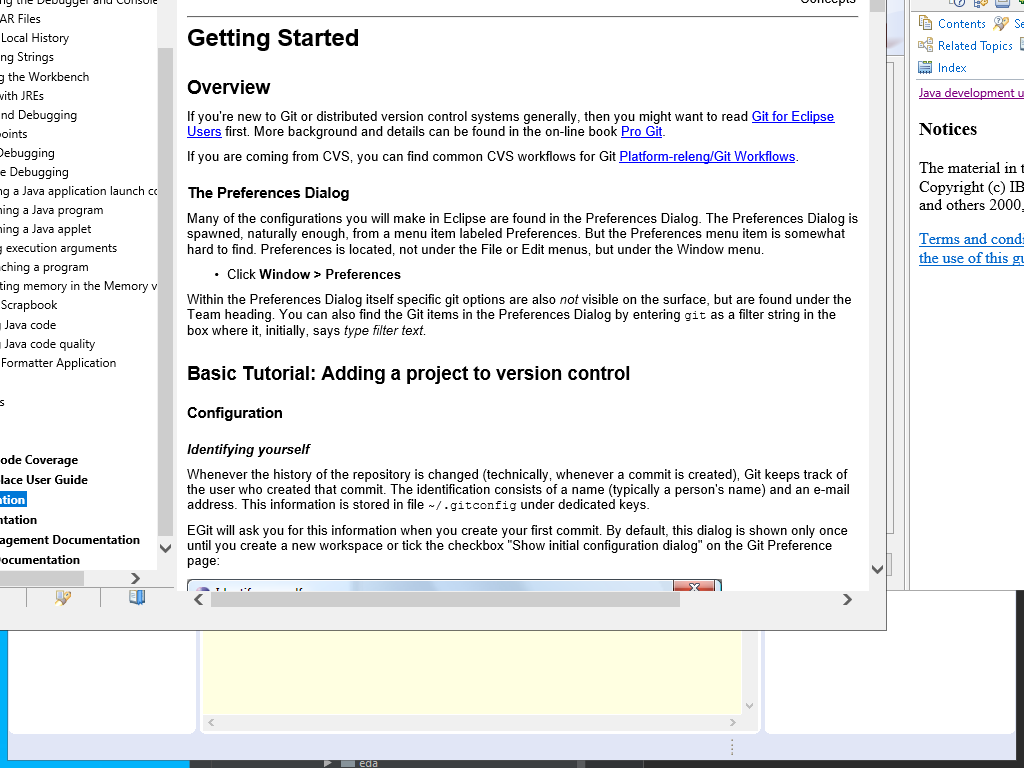 ng the Debugger and Console
AR Files
Local History
ng Strings
g the Workbench
with JREs
nd Debugging
oints
Debugging
e Debugging
ng a Java application launch co
ning a Java program
ning a Java applet
g execution arguments
ching a program
ting memory in the Memory v
Scrapbook
Java code
Java code quality
Formatter Application
s
ode Coverage
lace User Guide
ation
ntation
agement Documentation
ocumentation
Concepts
Getting Started
Overview
If you're new to Git or distributed version control systems generally, then you might want to read Git for Eclipse
Users first. More background and details can be found in the on-line book Pro Git.
If you are coming from CVS, you can find common CVS workflows for Git Platform-releng/Git Workflows.
The Preferences Dialog
Many of the configurations you will make in Eclipse are found in the Preferences Dialog. The Preferences Dialog is
spawned, naturally enough, from a menu item labeled Preferences. But the Preferences menu item is somewhat
hard to find. Preferences is located, not under the File or Edit menus, but under the Window menu.
• Click Window > Preferences
Within the Preferences Dialog itself specific git options are also not visible on the surface, but are found under the
Team heading. You can also find the Git items in the Preferences Dialog by entering git as a filter string in the
box where it, initially, says type filter text.
Basic Tutorial: Adding a project to version control
Configuration
Identifying yourself
Whenever the history of the repository is changed (technically, whenever a commit is created), Git keeps track of
the user who created that commit. The identification consists of a name (typically a person's name) and an e-mail
address. This information is stored in file ~/.gitconfig under dedicated keys.
EGit will ask you for this information when you create your first commit. By default, this dialog is shown only once
until you create a new workspace or tick the checkbox "Show initial configuration dialog" on the Git Preference
page:
Contents
Se
Related Topics
Index
Java development u
Notices
The material in t
Copyright (c) IB
and others 2000,
Terms and condi
the use of this gu
eda